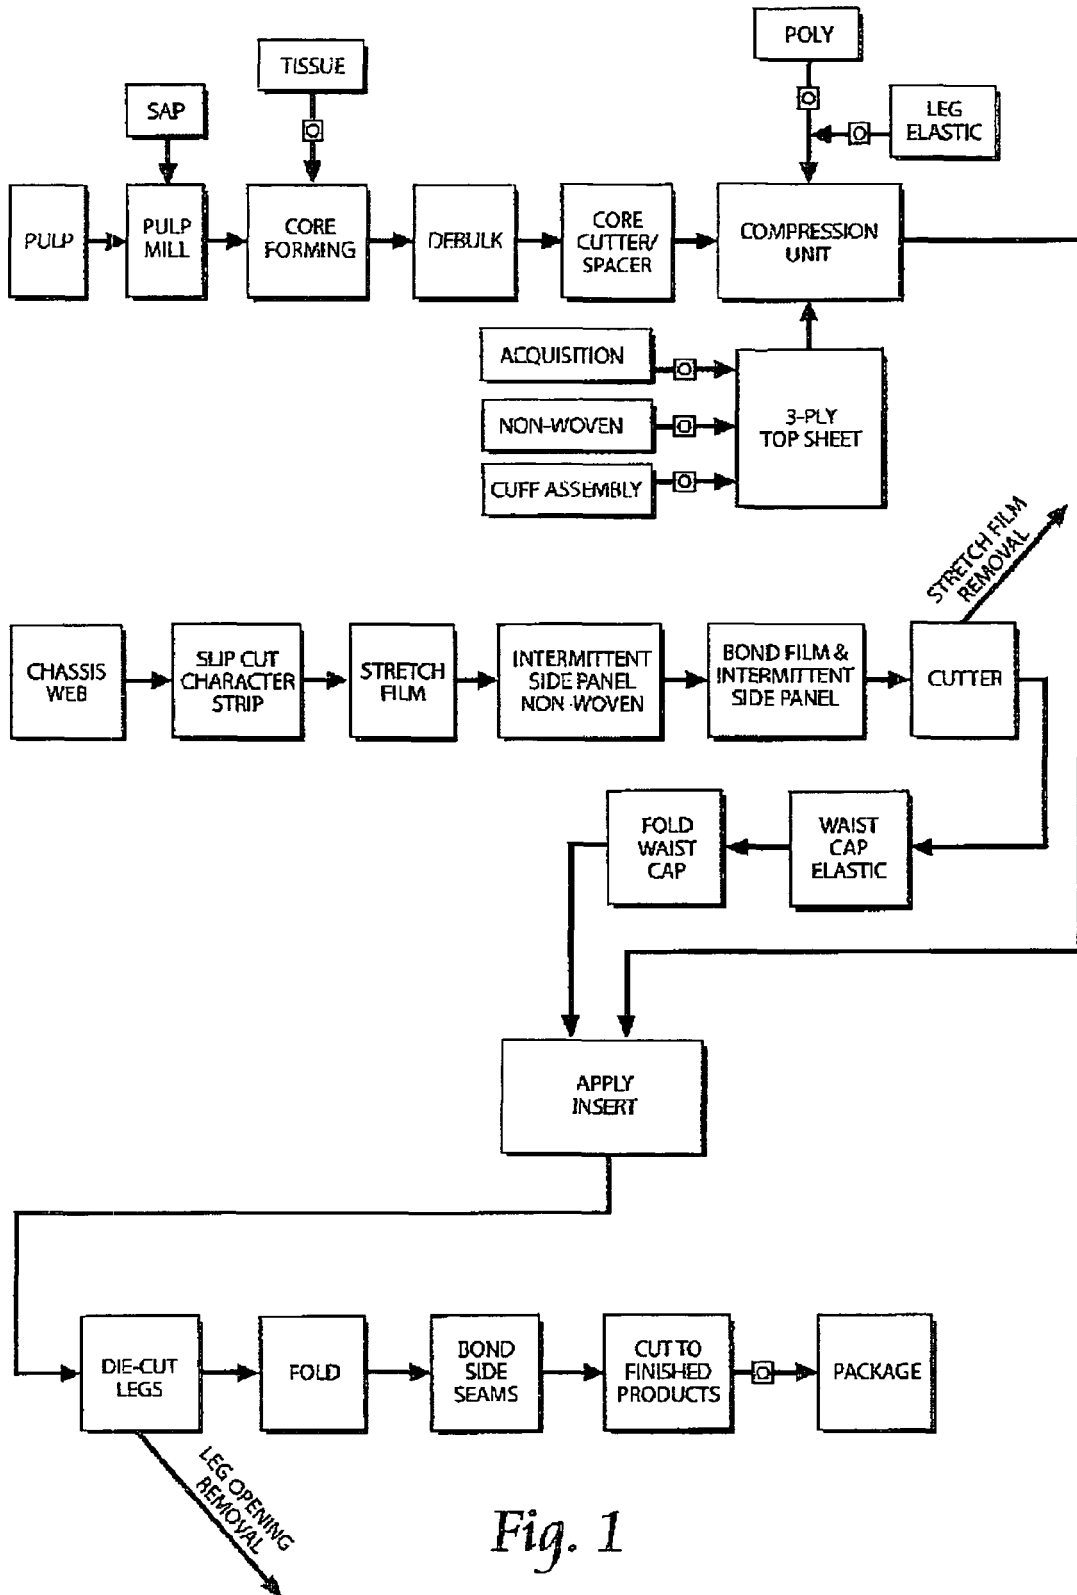 POLY
TISSUE
SAP
LEG
ELASTIC
PULP
PULP
MILL
CORE
FORMING
DEBULK
CORE
CUTTER/
SPACER
COMPRESSION
UNIT
ACQUISITION
NON-WOVEN
CUFF ASSEMBLY
3-PLY
TOP SHEET
STRETCH FILM
REMOVAL
CHASSIS
WEB
SLIP CUT
CHARACTER
STRIP
STRETCH
FILM
INTERMITTENT
SIDE PANEL
NON-WOVEN
BOND FILM &
INTERMITTENT
SIDE PANEL
CUTTER
FOLD
WAIST
CAP
WAIST
CAP
ELASTIC
APPLY
INSERT
DIE-CUT
LEGS
FOLD
BOND
SIDE
SEAMS
CUT TO
FINISHED
PRODUCTS
PACKAGE
LEG OPENING
REMOVAL
Fig. 1